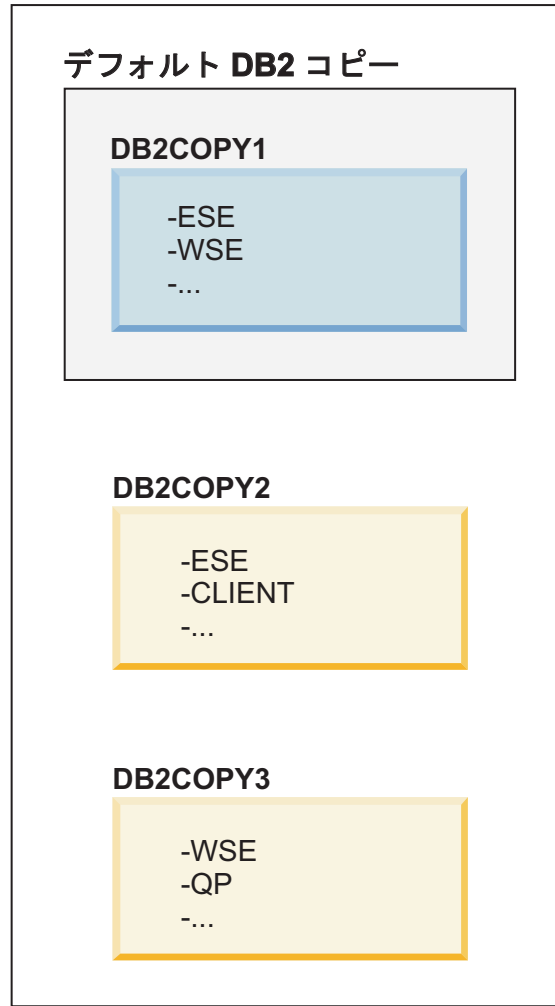 デフォルト DB2 コピー
DB2COPY1
-ESE
-WSE
-...
DB2COPY2
-ESE
-CLIENT
-...
DB2COPY3
-WSE
-QP
-...